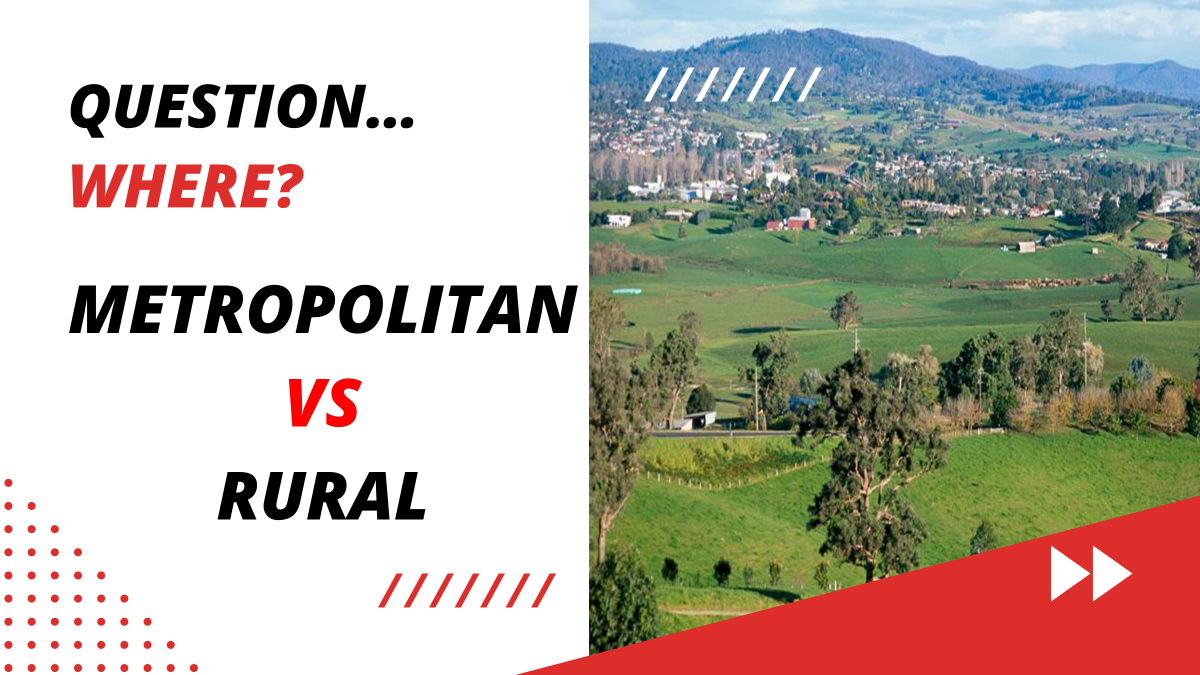 QUESTION...
WHERE?
METROPOLITAN
VS
RURAL